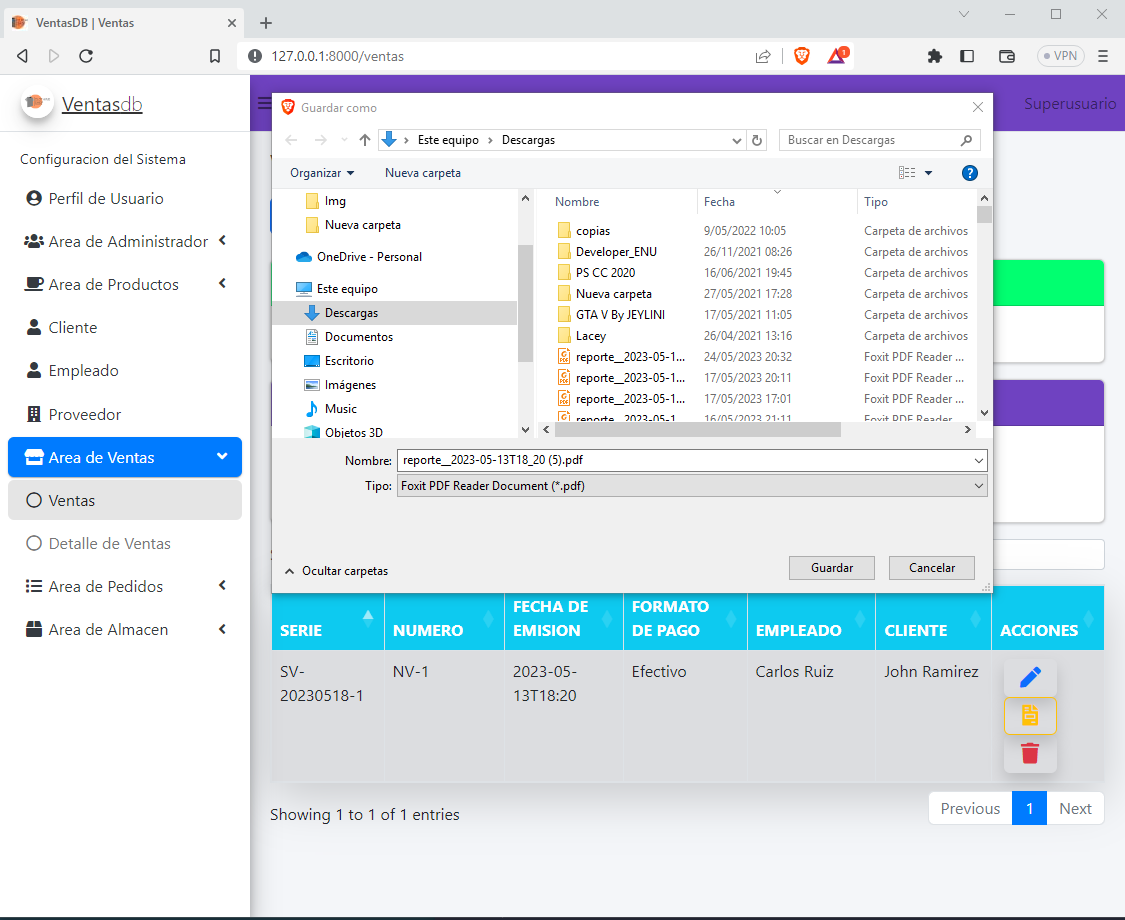 VentasDB | Ventas
127.0.0.1:8000/ventas
1
VPN
Ventasdb
Superusuario
Configuracion del Sistema
Perfil de Usuario
Area de Administrador
Area de Productos
Cliente
Empleado
Proveedor
Area de Ventas
Ventas
Detalle de Ventas
Area de Pedidos
Area de Almacen
Guardar como
Este equipo
Descargas
Buscar en Descargas
Organizar
Nueva carpeta
?
Img
Nueva carpeta
OneDrive - Personal
Este equipo
Descargas
Documentos
Escritorio
Imágenes
Music
Objetos 3D
Nombre Fecha Tipo
copias 9/05/2022 10:05 Carpeta de archivos
Developer_ENU 26/11/2021 08:26 Carpeta de archivos
PS CC 2020 16/06/2021 19:45 Carpeta de archivos
Nueva carpeta 27/05/2021 17:28 Carpeta de archivos
GTA V By JEYLINI 17/05/2021 11:05 Carpeta de archivos
Lacey 26/04/2021 13:16 Carpeta de archivos
reporte__2023-05-1... 24/05/2023 20:32 Foxit PDF Reader ...
reporte__2023-05-1... 17/05/2023 20:11 Foxit PDF Reader ...
reporte__2023-05-1... 17/05/2023 17:01 Foxit PDF Reader ...
reporte__2023-05-1... 16/05/2023 21:11 Foxit PDF Reader ...
Nombre: reporte__2023-05-13T18_20 (5).pdf
Tipo: Foxit PDF Reader Document (*.pdf)
Ocultar carpetas
Guardar
Cancelar
SERIE
NUMERO
FECHA DE
EMISION
FORMATO
DE PAGO
EMPLEADO
CLIENTE
ACCIONES
SV-
20230518-1
NV-1
2023-05-
13T18:20
Efectivo
Carlos Ruiz
John Ramirez
Showing 1 to 1 of 1 entries
Previous
1
Next